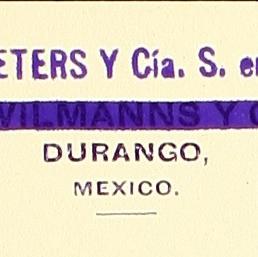 ETERS Y Cía. S. en
WILMANNS Y C
DURANGO,
MEXICO.